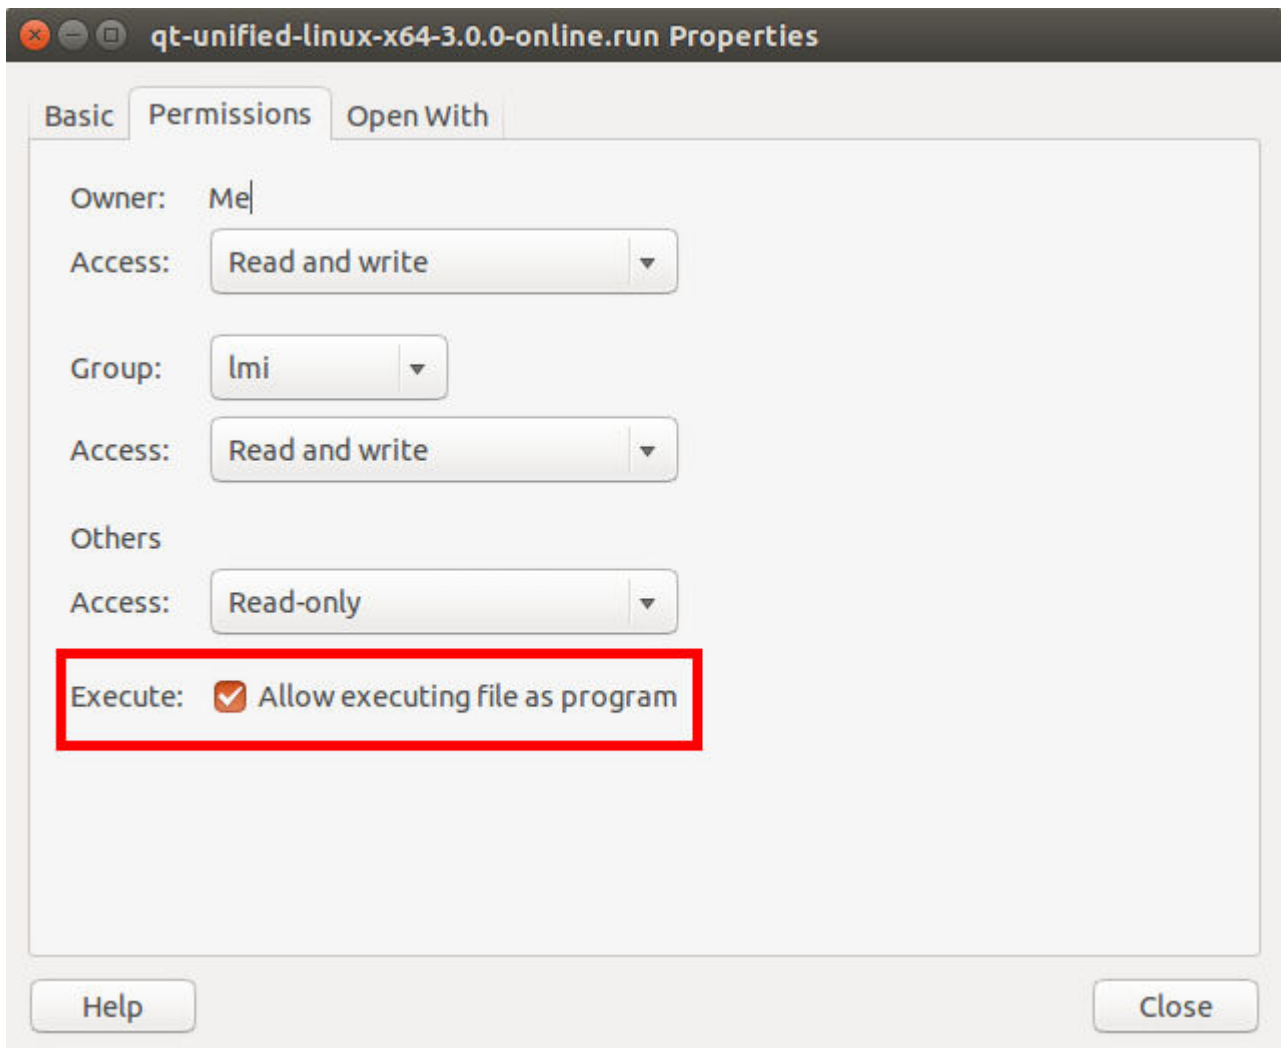 qt-unified-linux-x64-3.0.0-online.run Properties
Basic Permissions Open With
Owner: Me
Access: Read and write
Group: lmi
Access: Read and write
Others
Access: Read-only
Execute: Allow executing file as program
Help Close